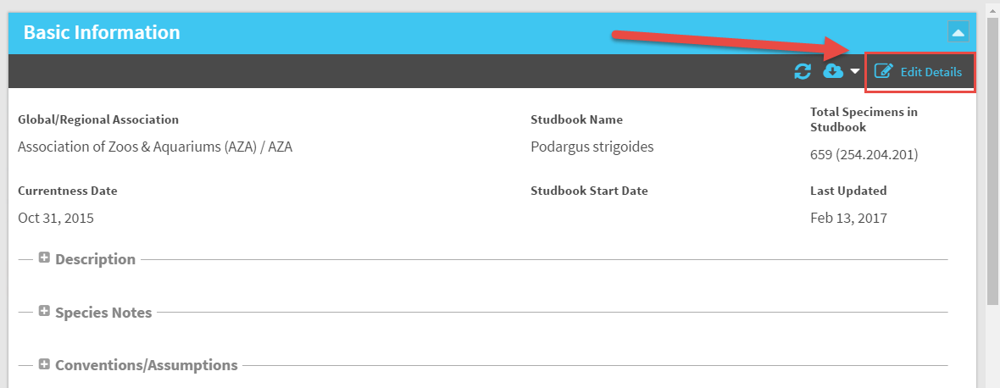 Basic Information
Edit Details
Global/Regional Association
Studbook Name
Total Specimens in
Studbook
Association of Zoos & Aquariums (AZA) / AZA
Podargus strigoides
659 (254.204.201)
Currentness Date
Studbook Start Date
Last Updated
Oct 31, 2015
Feb 13, 2017
Description
Species Notes
Conventions/Assumptions